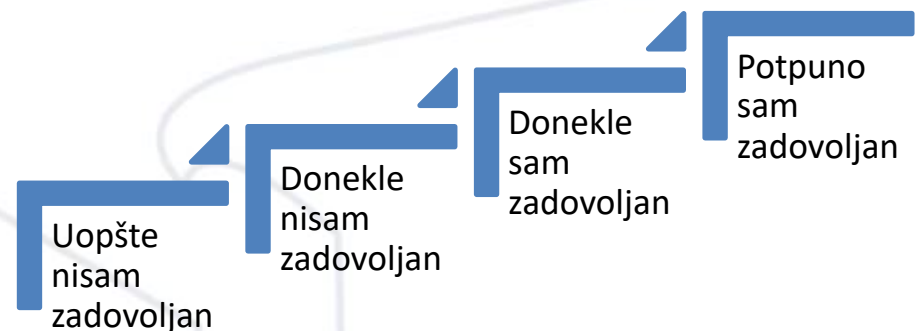 Uopšte
nisam
zadovoljan
Donekle
nisam
zadovoljan
Donekle
sam
zadovoljan
Potpuno
sam
zadovoljan